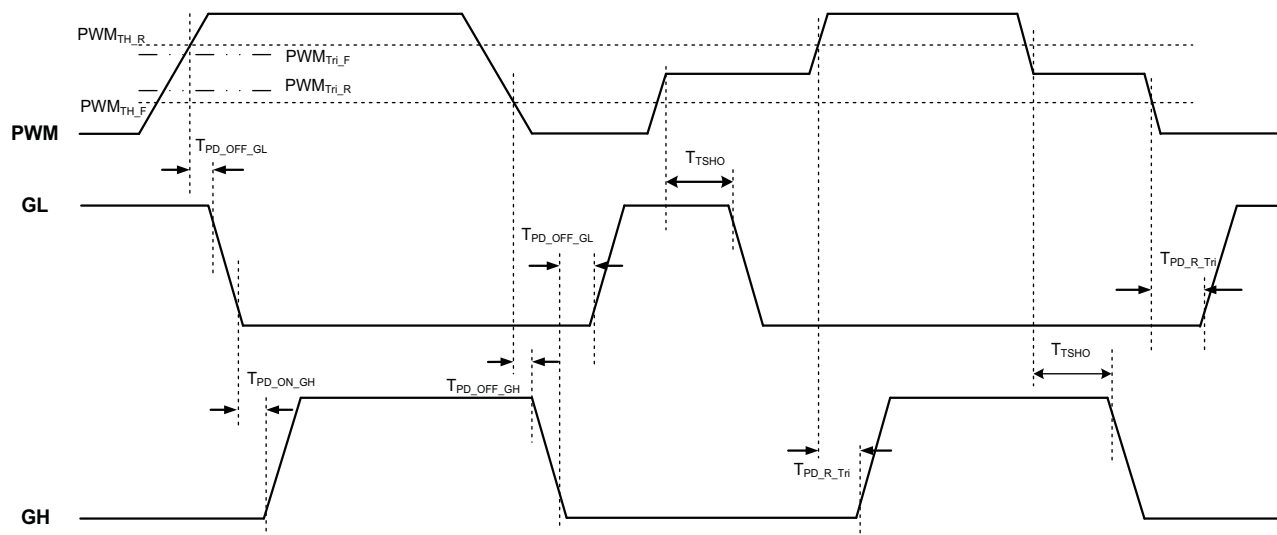 PWM_TH_R
PWM_Tri_F
PWM_Tri_R
PWM_TH_F
PWM
T_PD_OFF_GL
T_TSHO
GL
T_PD_OFF_GL
T_PD_R_Tri
T_TSHO
T_PD_ON_GH
T_PD_OFF_GH
T_PD_R_Tri
GH